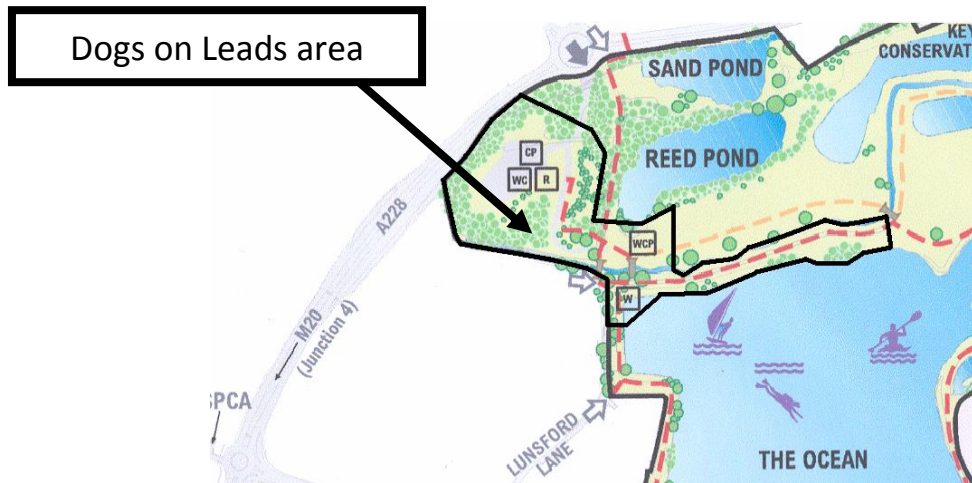 Dogs on Leads area
KEY
CONSERVAT
SAND POND
REED POND
CP
WC R
A228
WCP
W
M20
(Junction 4)
SPCA
LUNSFORD
LANE
THE OCEAN